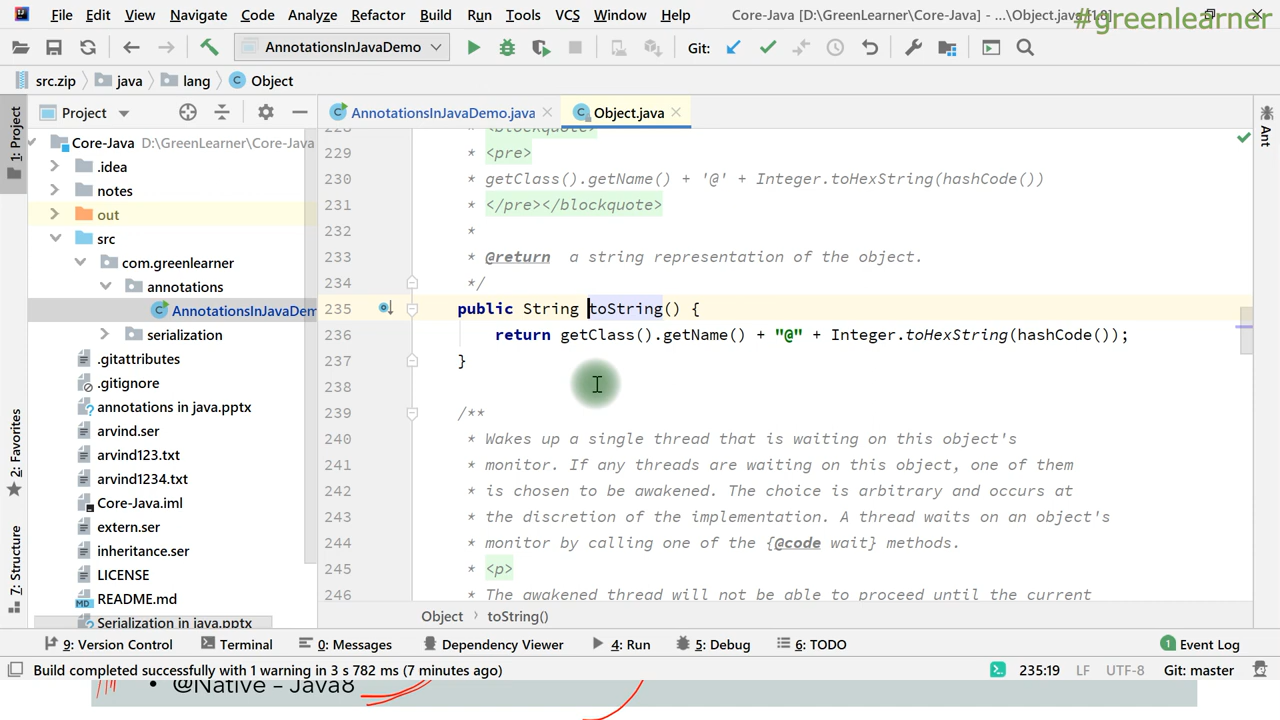 File Edit View Navigate Code Analyze Refactor Build Run Tools VCS Window Help Core-Java [D:\GreenLearner\Core-Java] - ...\Object.java [1.8]
#greenlearner
AnnotationsInJavaDemo Git:
src.zip java lang Object
Project AnnotationsInJavaDemo.java Object.java
1: Project
2: Favorites
7: Structure
Ant
Core-Java D:\GreenLearner\Core-Java
.idea
notes
out
src
com.greenlearner
annotations
AnnotationsInJavaDem
serialization
.gitattributes
.gitignore
annotations in java.pptx
arvind.ser
arvind123.txt
arvind1234.txt
Core-Java.iml
extern.ser
inheritance.ser
LICENSE
README.md
Serialization in java.pptx
228 * <blockquote>
229 * <pre>
230 * getClass().getName() + '@' + Integer.toHexString(hashCode())
231 * </pre></blockquote>
232 *
233 * @return a string representation of the object.
234 */
235 public String toString() {
236 return getClass().getName() + "@" + Integer.toHexString(hashCode());
237 }
238
239 /**
240 * Wakes up a single thread that is waiting on this object's
241 * monitor. If any threads are waiting on this object, one of them
242 * is chosen to be awakened. The choice is arbitrary and occurs at
243 * the discretion of the implementation. A thread waits on an object's
244 * monitor by calling one of the {@code wait} methods.
245 * <p>
246 * The awakened thread will not be able to proceed until the current
Object toString()
9: Version Control Terminal 0: Messages Dependency Viewer 4: Run 5: Debug 6: TODO 1 Event Log
Build completed successfully with 1 warning in 3 s 782 ms (7 minutes ago) 235:19 LF UTF-8 Git: master
• @Native – Java8